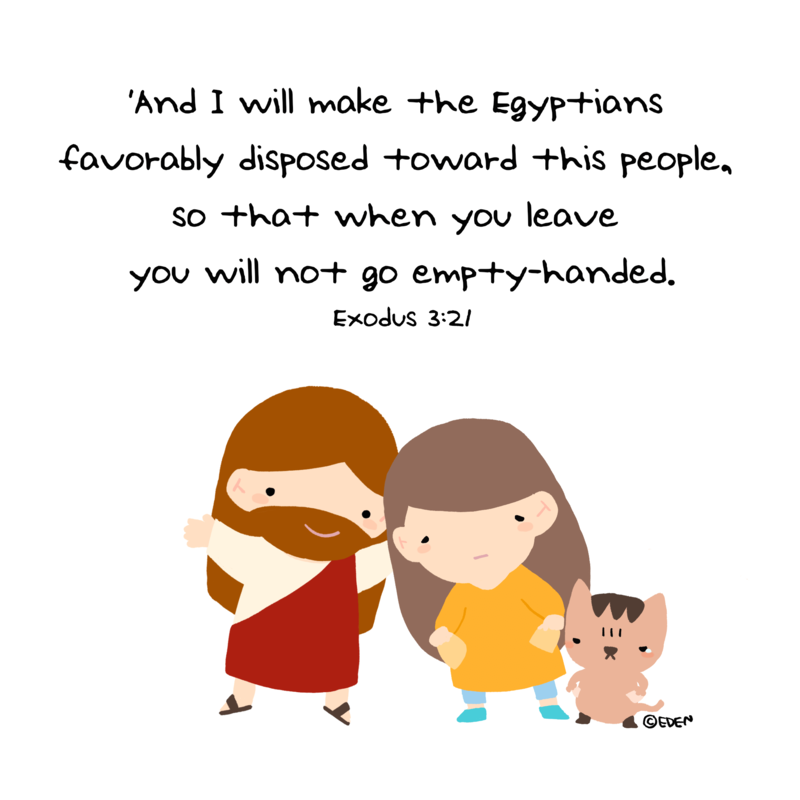 'And I will make the Egyptians
favorably disposed toward this people,
so that when you leave
you will not go empty-handed.
Exodus 3:21
©EDEN